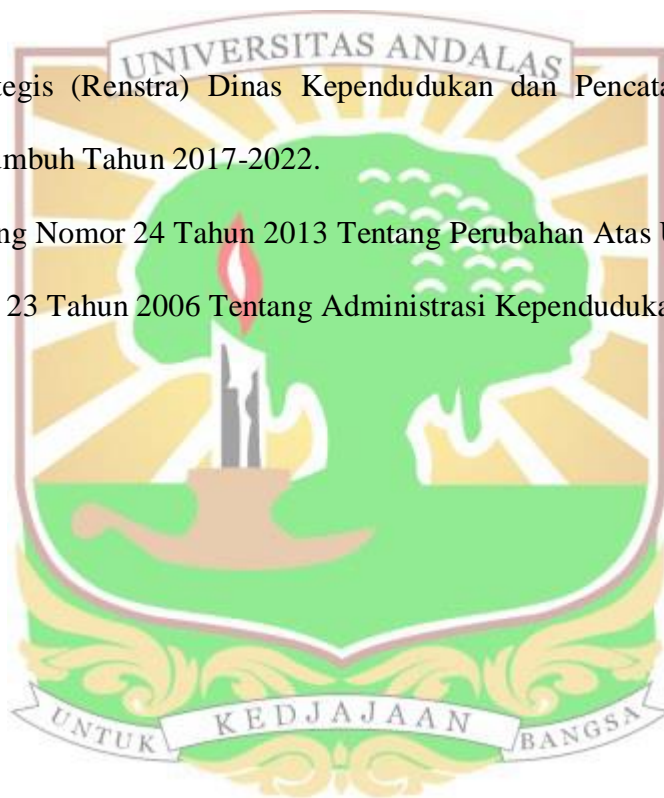 UNIVERSITAS ANDALAS
tegis (Renstra) Dinas Kependudukan dan Pencata
umbuh Tahun 2017-2022.
ng Nomor 24 Tahun 2013 Tentang Perubahan Atas U
23 Tahun 2006 Tentang Administrasi Kependuduka
UNTUK KEDJAJAAN BANGSA